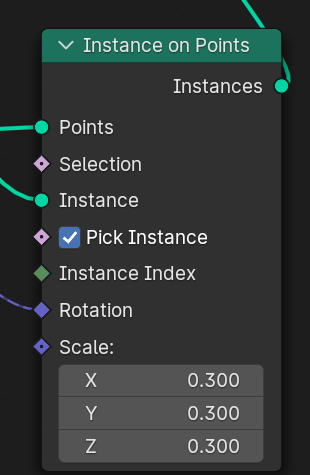 Instance on Points
Instances
Points
Selection
Instance
Pick Instance
Instance Index
Rotation
Scale:
X 0.300
Y 0.300
Z 0.300